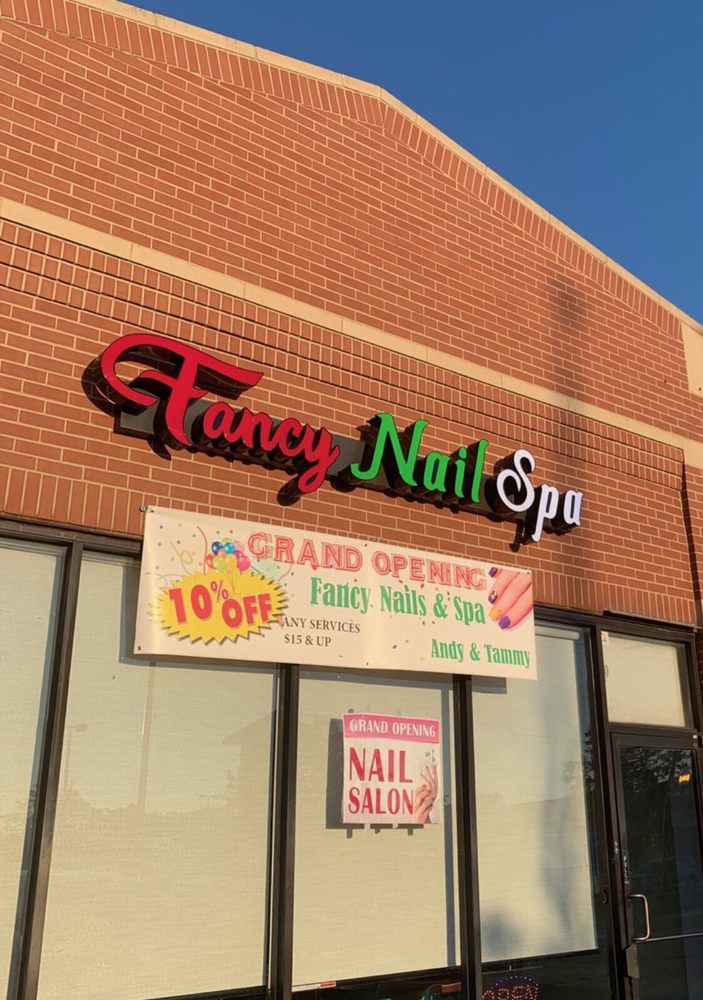 Fancy Nail Spa
GRAND OPENING
10% OFF
Fancy Nails & Spa
ANY SERVICES
$15 & UP
Andy & Tammy
GRAND OPENING
NAIL
SALON
OPEN